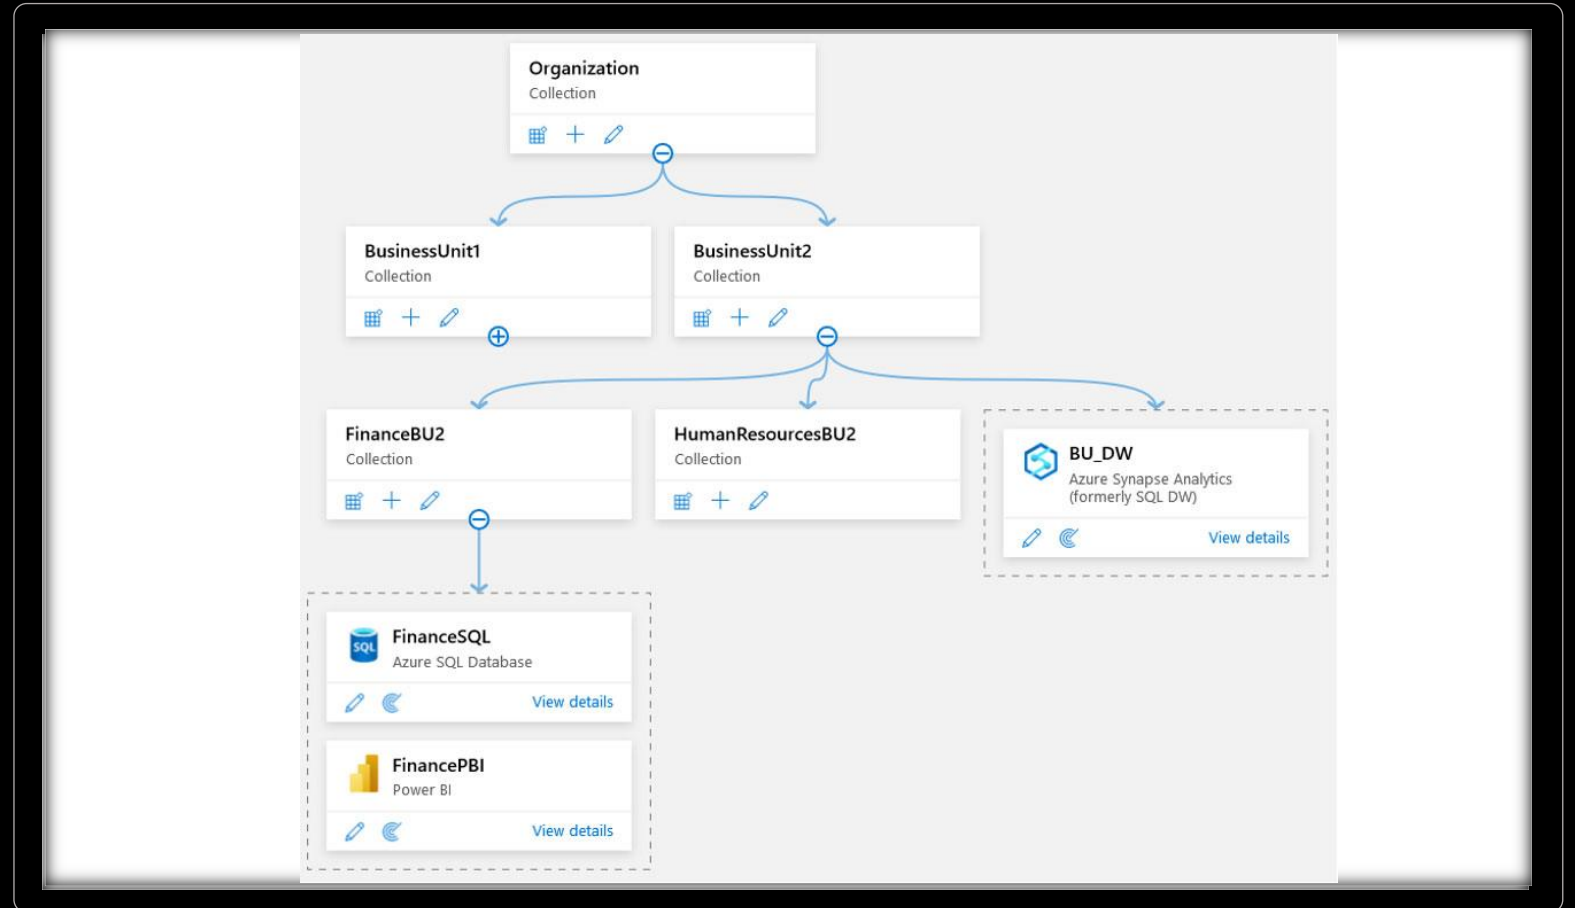 Organization
Collection
BusinessUnit1
Collection
BusinessUnit2
Collection
FinanceBU2
Collection
HumanResourcesBU2
Collection
BU_DW
Azure Synapse Analytics
(formerly SQL DW)
View details
SQL
FinanceSQL
Azure SQL Database
View details
FinancePBI
Power BI
View details